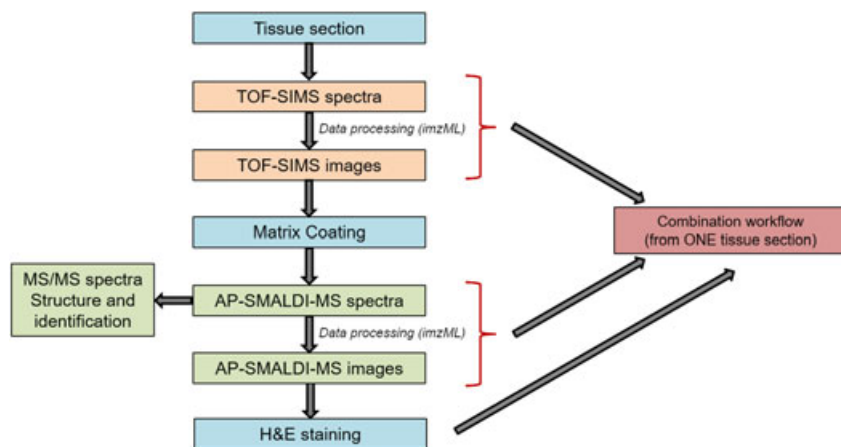 Tissue section
TOF-SIMS spectra
Data processing (imzML)
TOF-SIMS images
Matrix Coating
Combination workflow
(from ONE tissue section)
MS/MS spectra
Structure and
identification
AP-SMALDI-MS spectra
Data processing (imzML)
AP-SMALDI-MS images
H&E staining